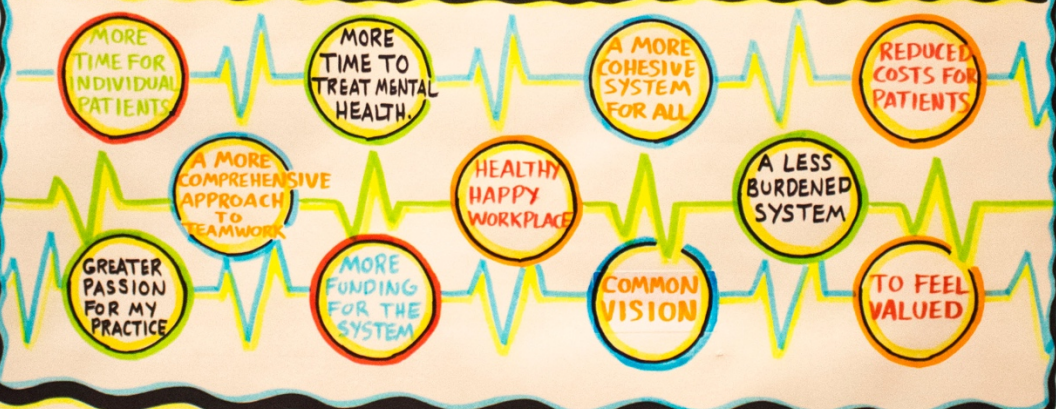 MORE
TIME FOR
INDIVIDUAL
PATIENTS
MORE
TIME TO
TREAT MENTAL
HEALTH.
A MORE
COHESIVE
SYSTEM
FOR ALL
REDUCED
COSTS FOR
PATIENTS
A MORE
COMPREHENSIVE
APPROACH
TO
TEAMWORK
HEALTHY
HAPPY
WORKPLACE
A LESS
BURDENED
SYSTEM
GREATER
PASSION
FOR MY
PRACTICE
MORE
FUNDING
FOR THE
SYSTEM
COMMON
VISION
TO FEEL
VALUED